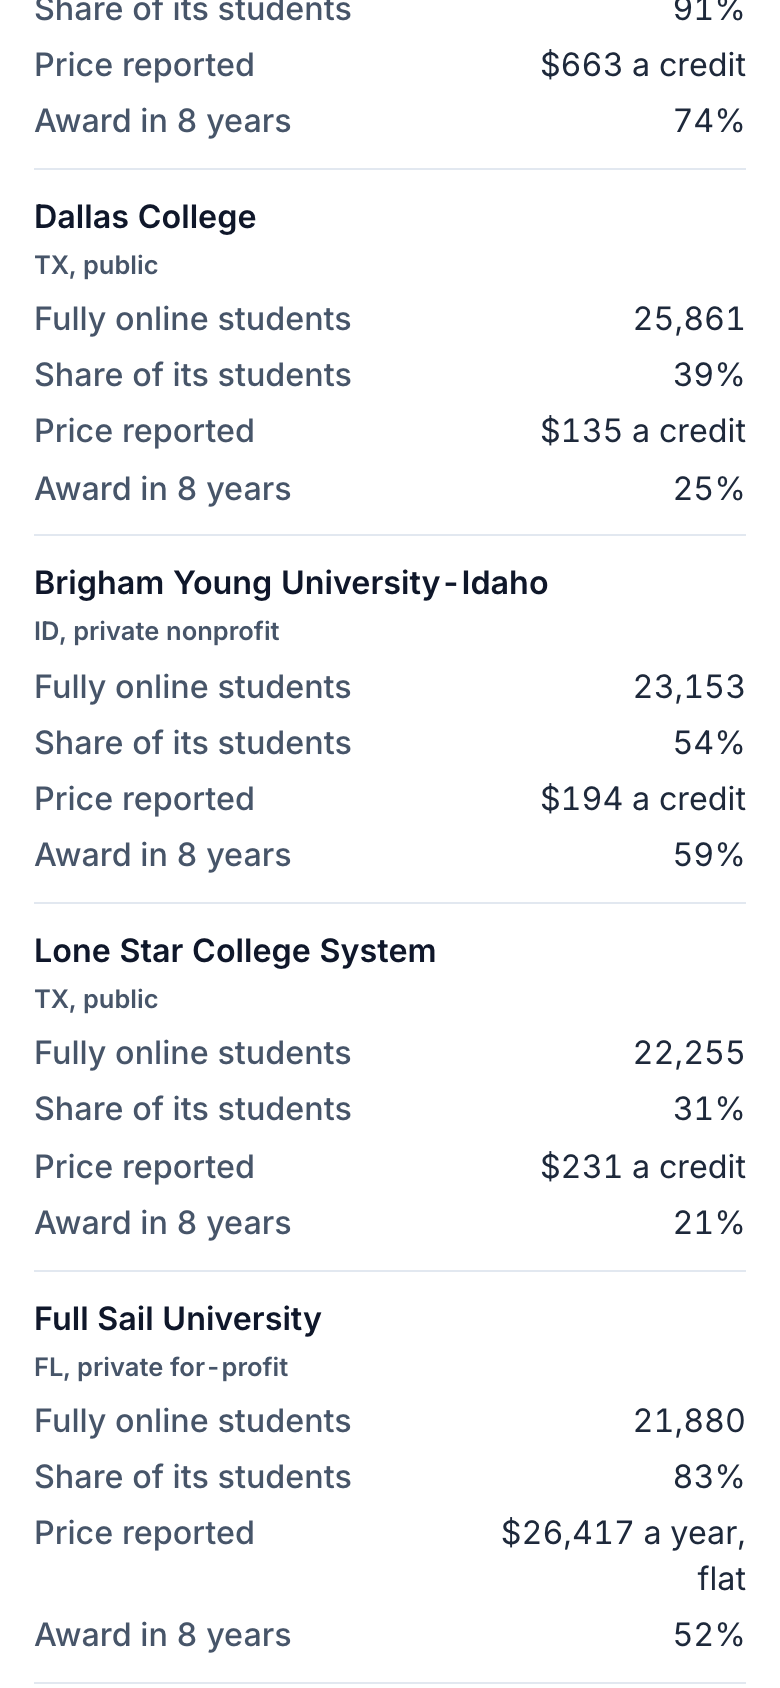 Share of its students 91%
Price reported $663 a credit
Award in 8 years 74%
Dallas College
TX, public
Fully online students 25,861
Share of its students 39%
Price reported $135 a credit
Award in 8 years 25%
Brigham Young University-Idaho
ID, private nonprofit
Fully online students 23,153
Share of its students 54%
Price reported $194 a credit
Award in 8 years 59%
Lone Star College System
TX, public
Fully online students 22,255
Share of its students 31%
Price reported $231 a credit
Award in 8 years 21%
Full Sail University
FL, private for-profit
Fully online students 21,880
Share of its students 83%
Price reported $26,417 a year,
flat
Award in 8 years 52%